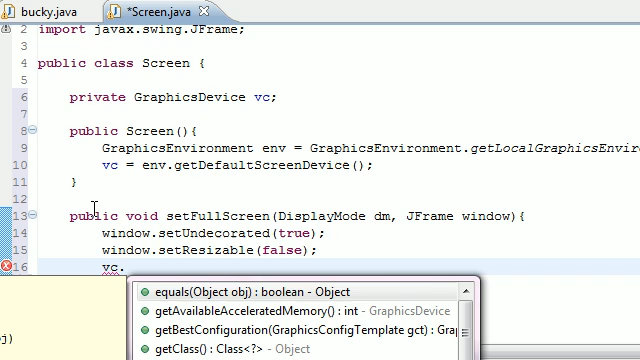 bucky.java *Screen.java
2 import javax.swing.JFrame;
3
4 public class Screen {
5
6 private GraphicsDevice vc;
7
8 public Screen(){
9 GraphicsEnvironment env = GraphicsEnvironment.getLocalGraphicsEnvir
10 vc = env.getDefaultScreenDevice();
11 }
12
13 public void setFullScreen(DisplayMode dm, JFrame window){
14 window.setUndecorated(true);
15 window.setResizable(false);
16 vc.
equals(Object obj) : boolean - Object
getAvailableAcceleratedMemory() : int - GraphicsDevice
getBestConfiguration(GraphicsConfigTemplate gct) : Grap
getClass() : Class<?> - Object